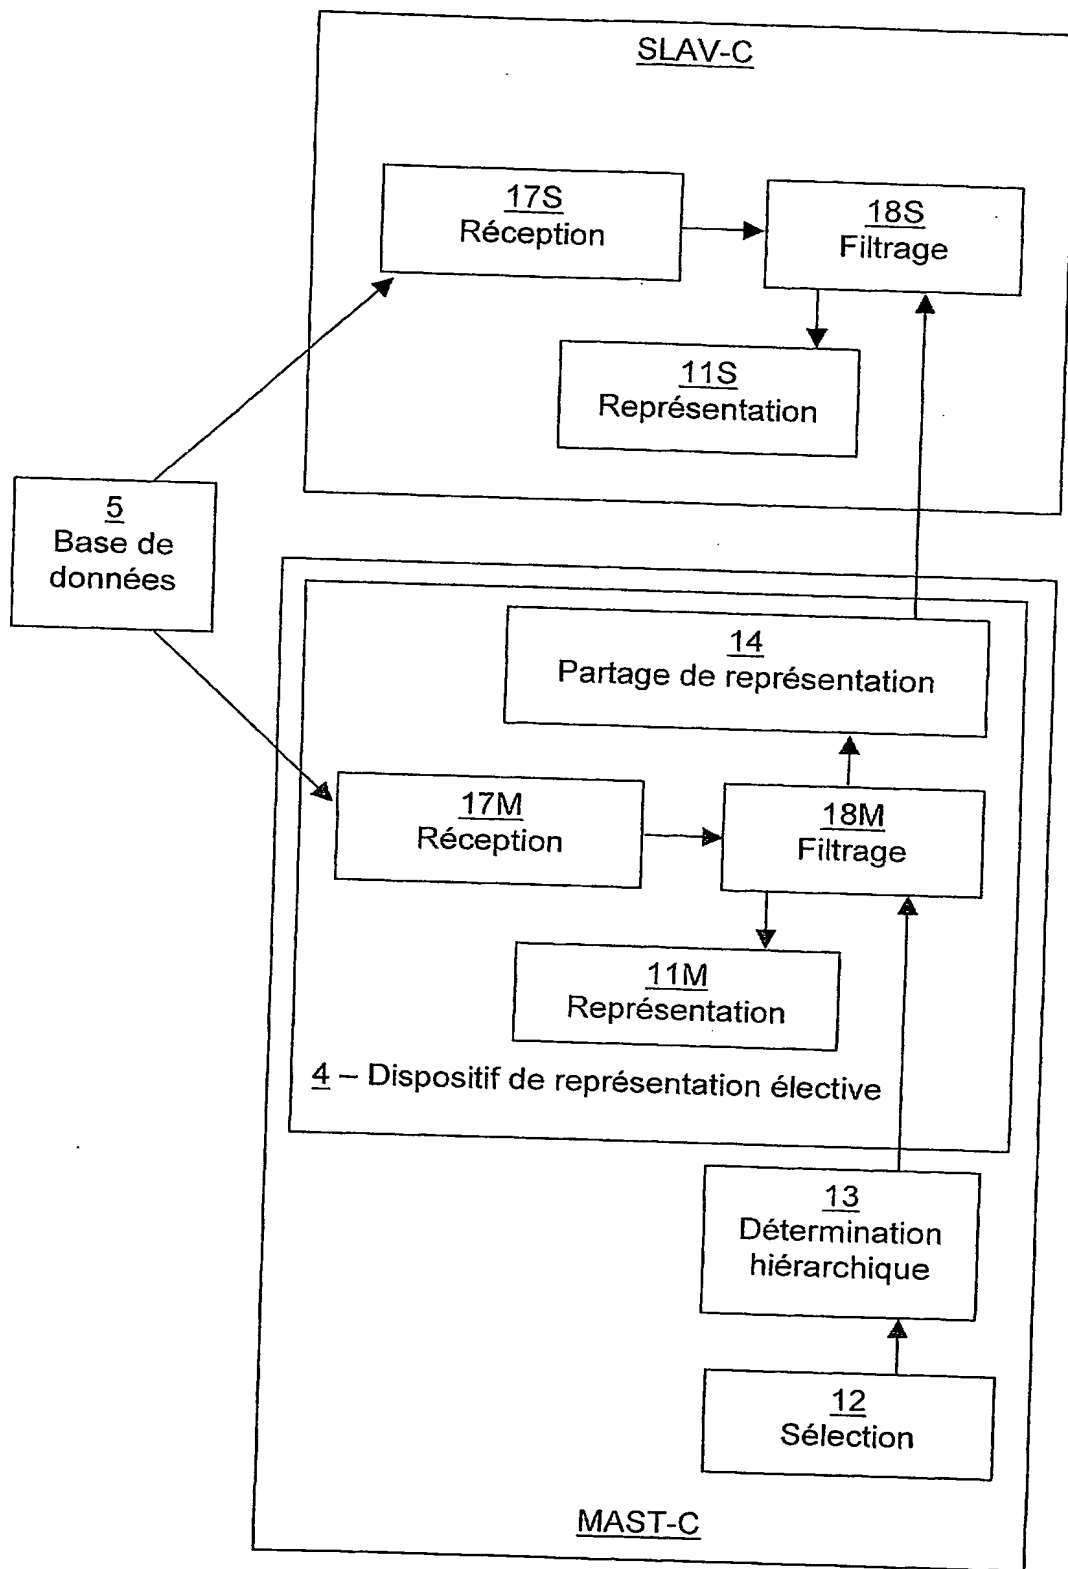 SLAV-C
17S
Réception
18S
Filtrage
11S
Représentation
5
Base de
données
14
Partage de représentation
17M
Réception
18M
Filtrage
11M
Représentation
4 – Dispositif de représentation élective
13
Détermination
hiérarchique
12
Sélection
MAST-C